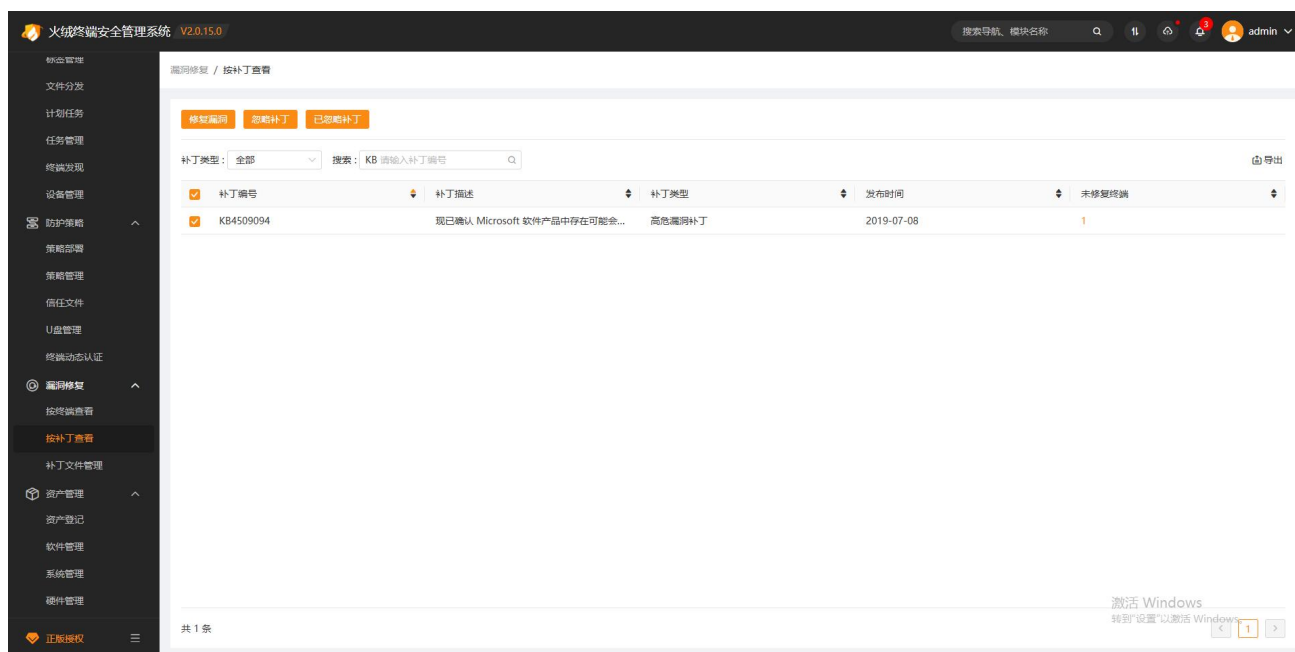 火绒终端安全管理系统 V2.0.15.0
搜索导航、模块名称
3
admin
标签管理
文件分发
计划任务
任务管理
终端发现
设备管理
防护策略
策略部署
策略管理
信任文件
U盘管理
终端动态认证
漏洞修复
按终端查看
按补丁查看
补丁文件管理
资产管理
资产登记
软件管理
系统管理
硬件管理
正版授权
漏洞修复 / 按补丁查看
修复漏洞 忽略补丁 已忽略补丁
补丁类型: 全部 搜索: KB 请输入补丁编号 导出
补丁编号 补丁描述 补丁类型 发布时间 未修复终端
KB4509094 现已确认 Microsoft 软件产品中存在可能会... 高危漏洞补丁 2019-07-08 1
激活 Windows
转到"设置"以激活 Windows。
共 1 条 < 1 >